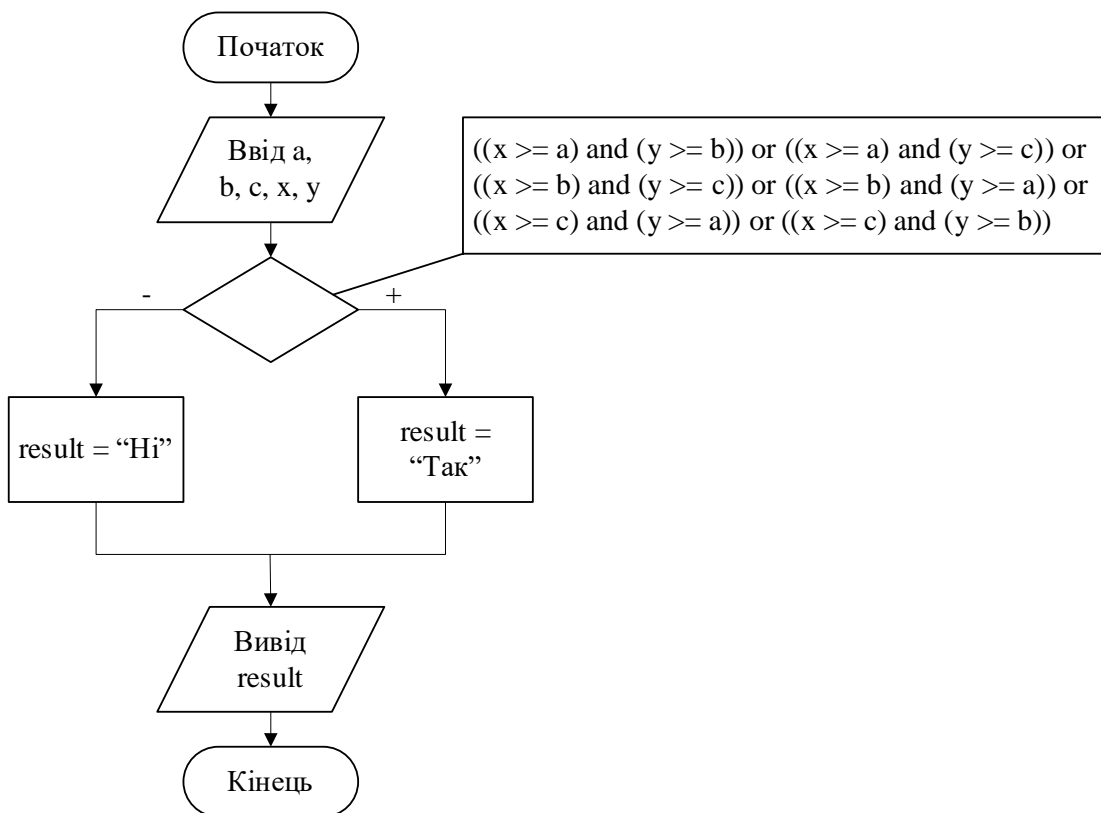 Початок
Ввід a,
b, c, x, y
((x >= a) and (y >= b)) or ((x >= a) and (y >= c)) or
((x >= b) and (y >= c)) or ((x >= b) and (y >= a)) or
((x >= c) and (y >= a)) or ((x >= c) and (y >= b))
-
+
result = “Ні”
result =
“Так”
Вивід
result
Кінець